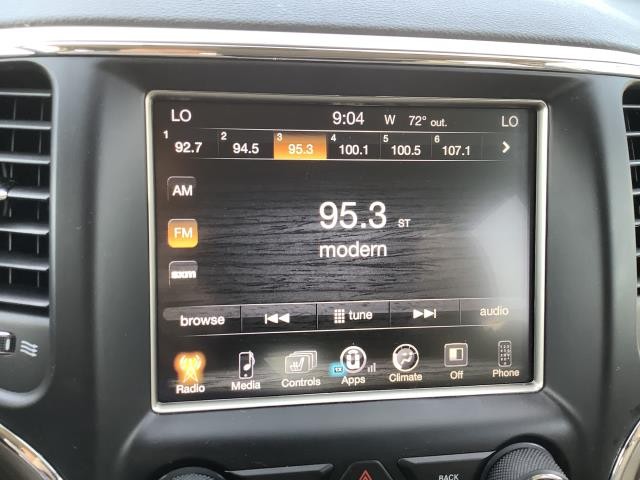 LO 9:04 W 72° out. LO
1 92.7 2 94.5 3 95.3 4 100.1 5 100.5 6 107.1
AM
95.3 ST
FM
modern
sxm
browse tune audio
Radio Media Controls Apps Climate Off Phone
BACK